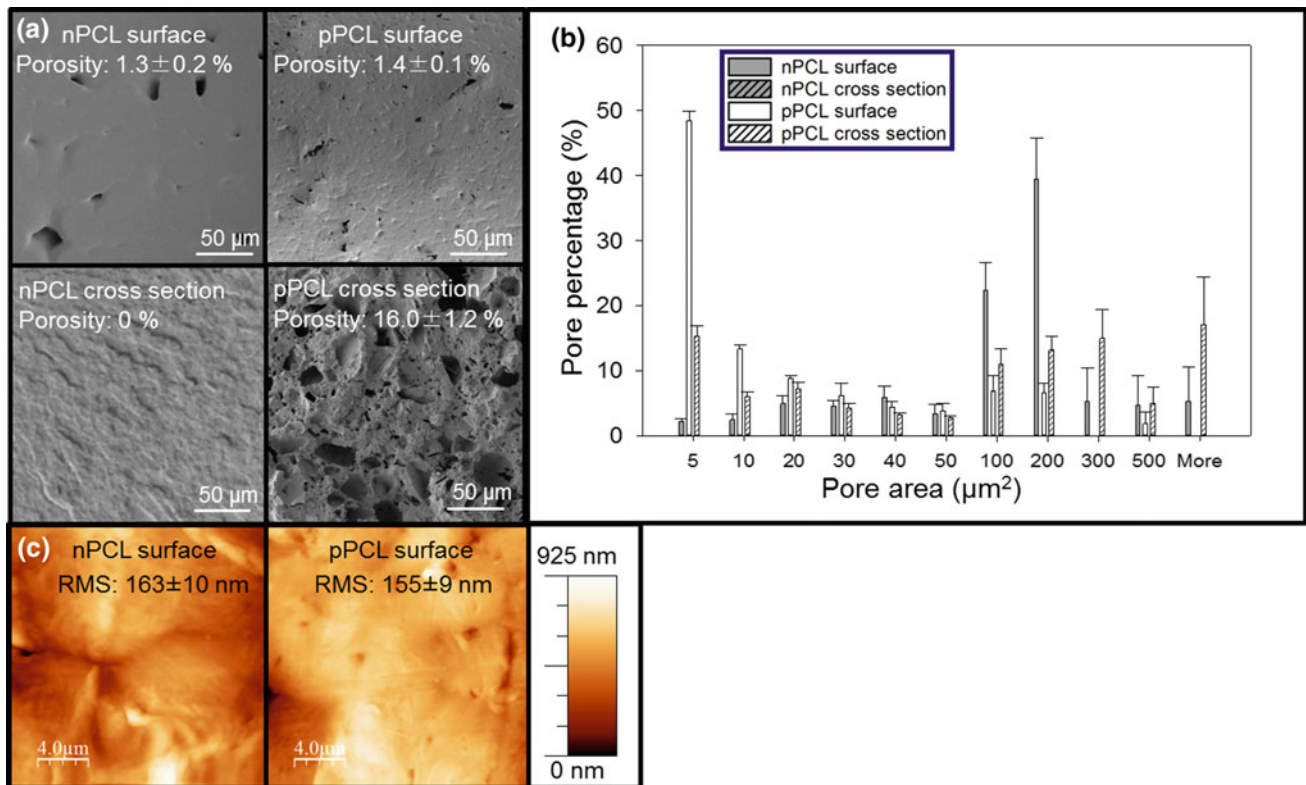 (a)
nPCL surface
Porosity: 1.3±0.2 %
50 µm
pPCL surface
Porosity: 1.4±0.1 %
50 µm
nPCL cross section
Porosity: 0 %
50 µm
pPCL cross section
Porosity: 16.0±1.2 %
50 µm
(b)
60
50
40
30
20
10
0
Pore percentage (%)
nPCL surface
nPCL cross section
pPCL surface
pPCL cross section
5 10 20 30 40 50 100 200 300 500 More
Pore area (µm²)
(c)
nPCL surface
RMS: 163±10 nm
4.0µm
pPCL surface
RMS: 155±9 nm
4.0µm
925 nm
0 nm